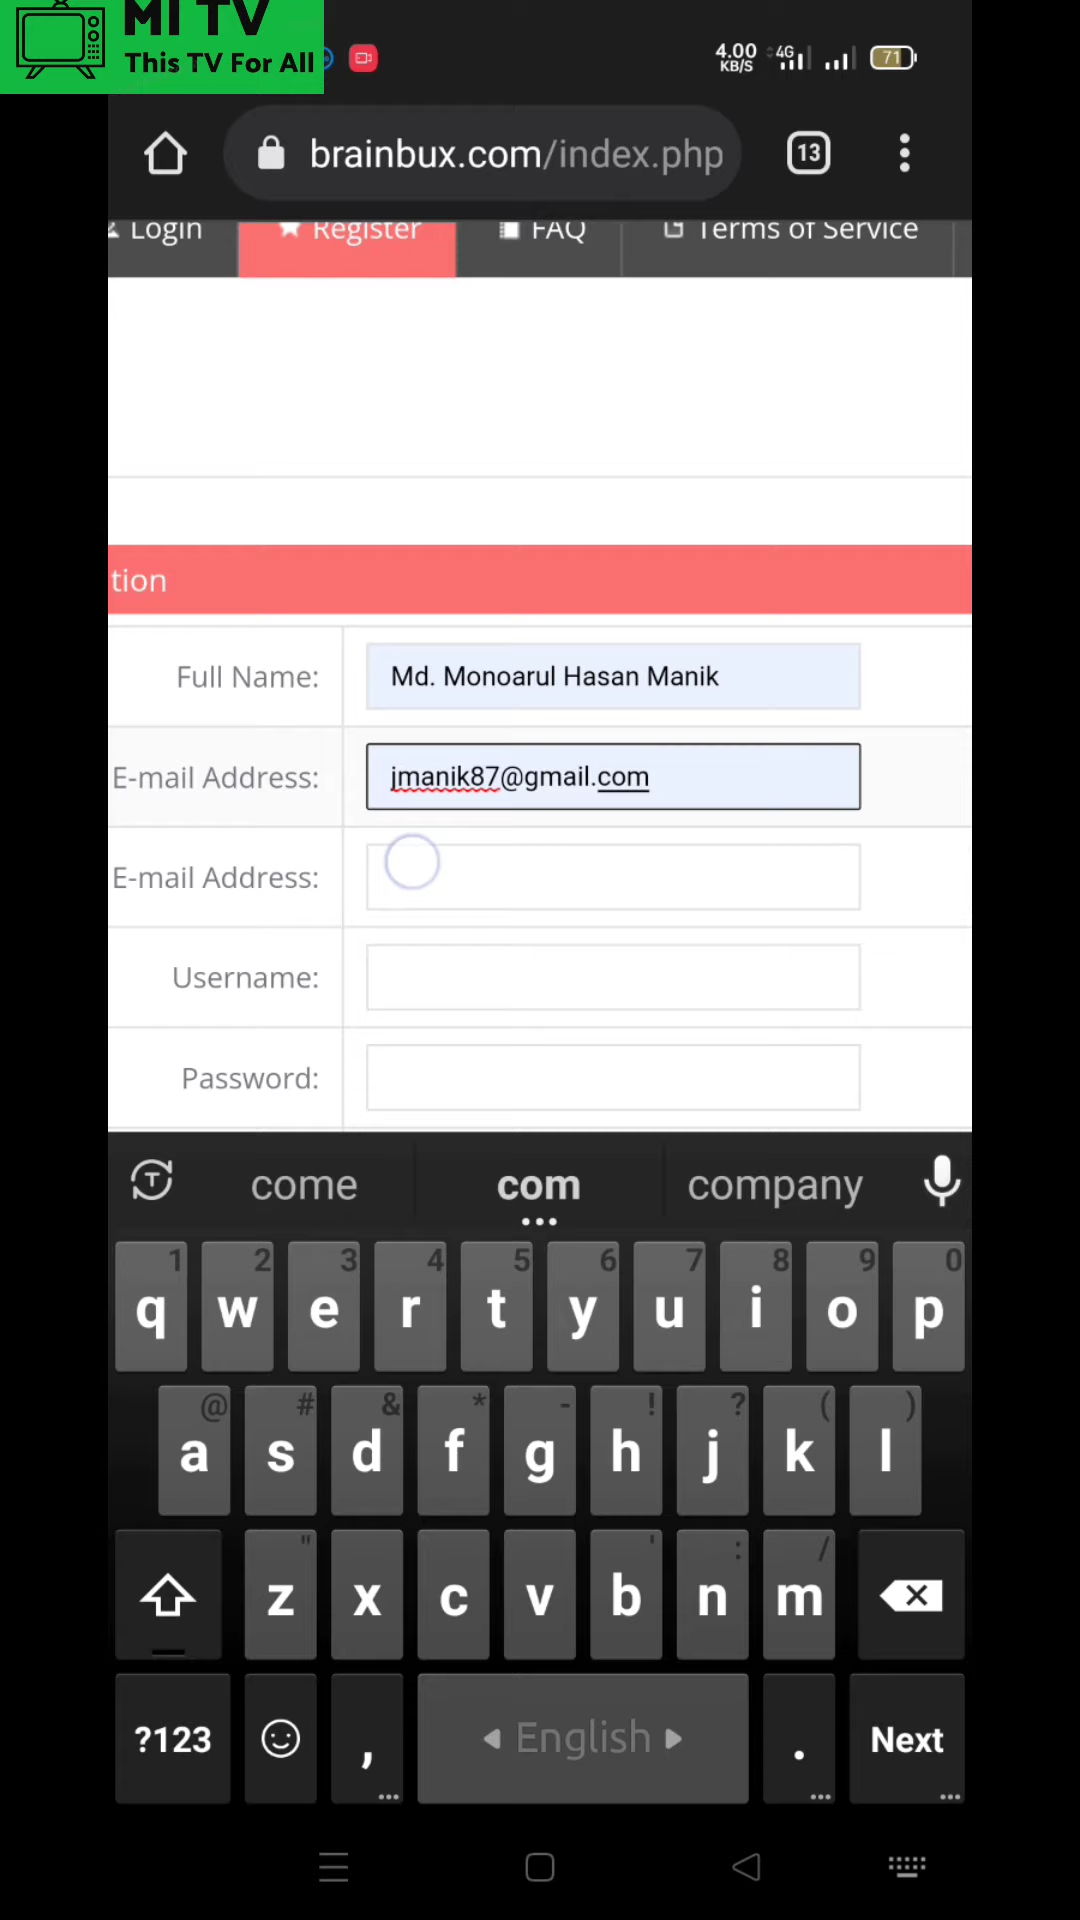 MI TV
This TV For All
4.00
KB/S
4G
71
brainbux.com/index.php
13
Login
Register
FAQ
Terms of Service
tion
Full Name:
Md. Monoarul Hasan Manik
E-mail Address:
jmanik87@gmail.com
E-mail Address:
Username:
Password:
T
come
com
company
1 2 3 4 5 6 7 8 9 0
q w e r t y u i o p
@ # & * - ! ? ( )
a s d f g h j k l
" ' : /
z x c v b n m
?123
,
English
.
Next